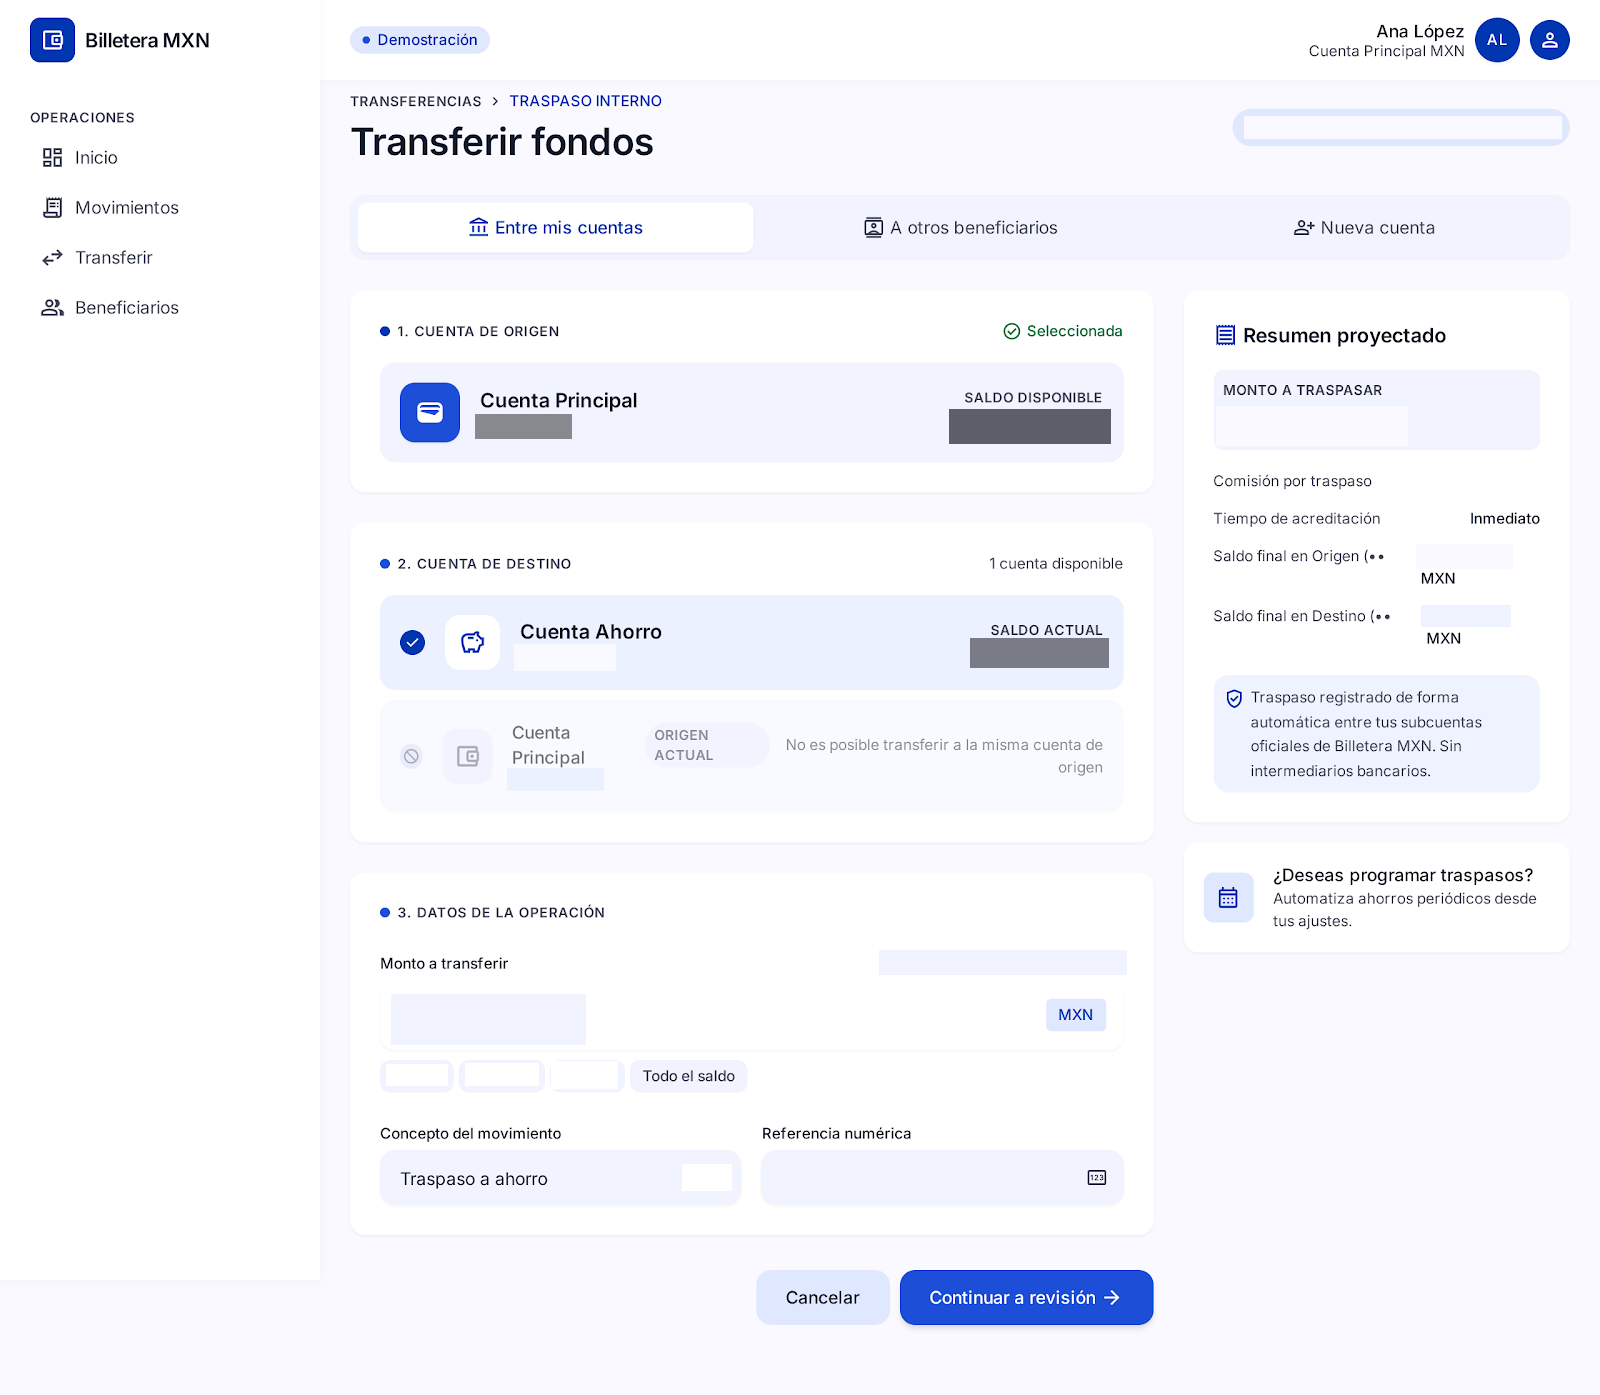 Billetera MXN
OPERACIONES
Inicio
Movimientos
Transferir
Beneficiarios
Demostración
Ana López
Cuenta Principal MXN
AL
TRANSFERENCIAS > TRASPASO INTERNO
Transferir fondos
Entre mis cuentas
A otros beneficiarios
Nueva cuenta
1. CUENTA DE ORIGEN
Seleccionada
Cuenta Principal
SALDO DISPONIBLE
2. CUENTA DE DESTINO
1 cuenta disponible
Cuenta Ahorro
SALDO ACTUAL
Cuenta
Principal
ORIGEN
ACTUAL
No es posible transferir a la misma cuenta de
origen
3. DATOS DE LA OPERACIÓN
Monto a transferir
MXN
Todo el saldo
Concepto del movimiento
Traspaso a ahorro
Referencia numérica
123
Cancelar
Continuar a revisión →
Resumen proyectado
MONTO A TRASPASAR
Comisión por traspaso
Tiempo de acreditación
Inmediato
Saldo final en Origen (••
MXN
Saldo final en Destino (••
MXN
Traspaso registrado de forma
automática entre tus subcuentas
oficiales de Billetera MXN. Sin
intermediarios bancarios.
¿Deseas programar traspasos?
Automatiza ahorros periódicos desde
tus ajustes.